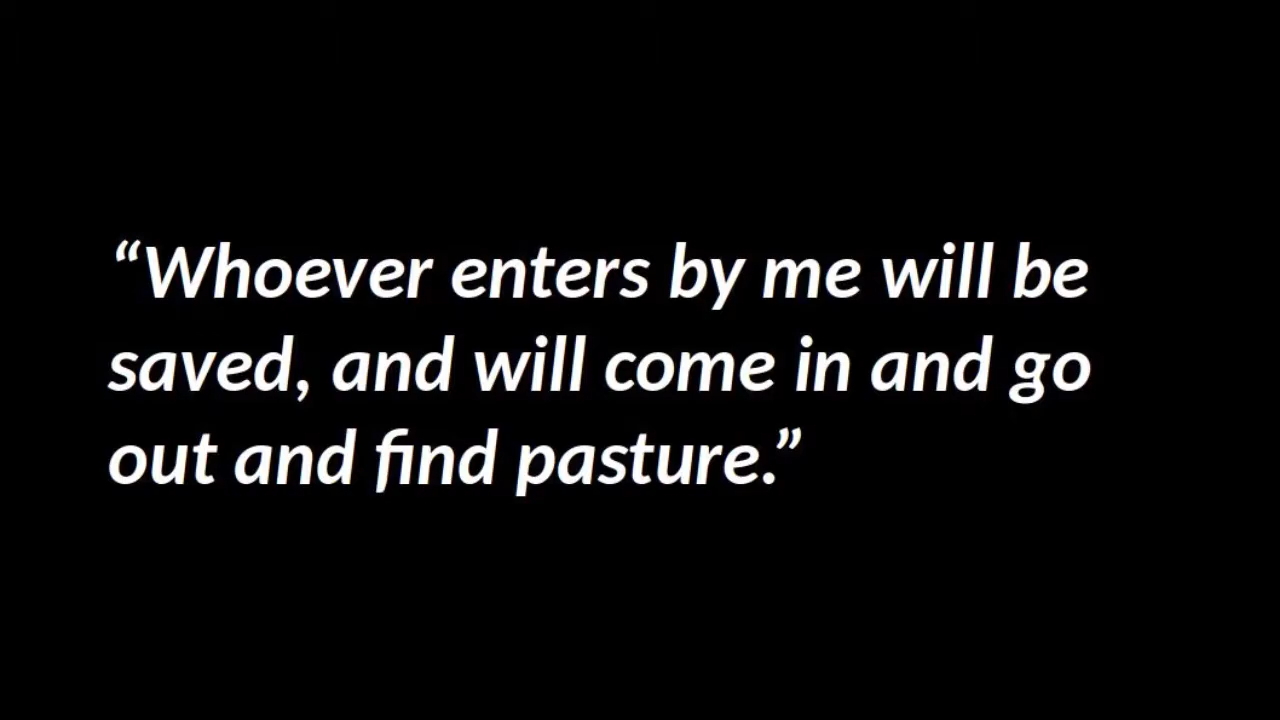 “Whoever enters by me will be
saved, and will come in and go
out and find pasture.”